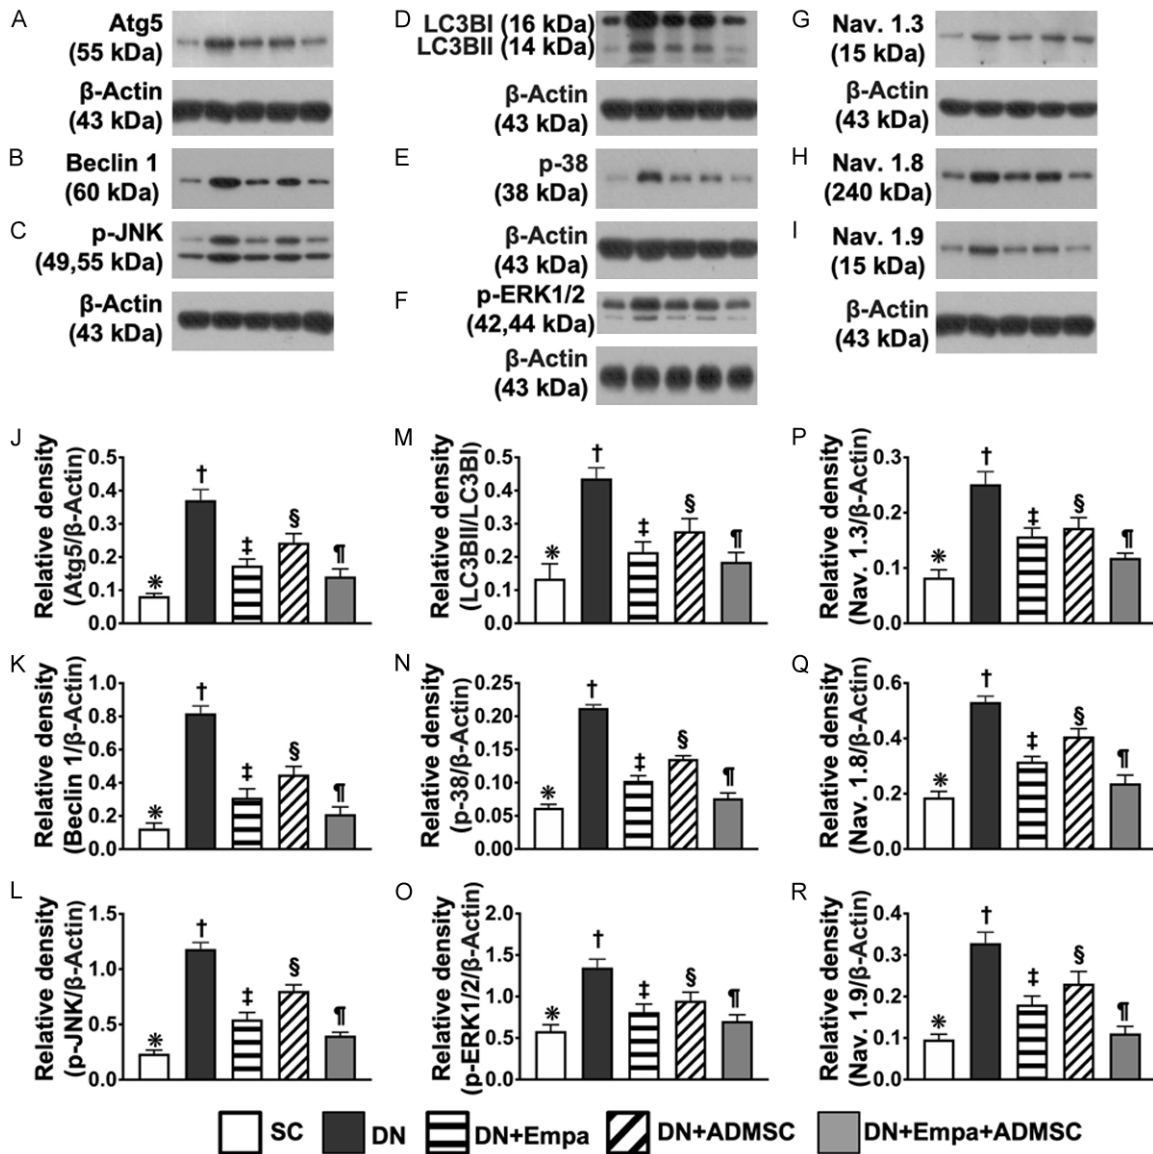 A
Atg5
(55 kDa)
β-Actin
(43 kDa)
B
Beclin 1
(60 kDa)
C
p-JNK
(49,55 kDa)
β-Actin
(43 kDa)
D
LC3BI (16 kDa)
LC3BII (14 kDa)
β-Actin
(43 kDa)
E
p-38
(38 kDa)
β-Actin
(43 kDa)
F
p-ERK1/2
(42,44 kDa)
β-Actin
(43 kDa)
G
Nav. 1.3
(15 kDa)
β-Actin
(43 kDa)
H
Nav. 1.8
(240 kDa)
I
Nav. 1.9
(15 kDa)
β-Actin
(43 kDa)
J
Relative density
(Atg5/β-Actin)
0.5
0.4
0.3
0.2
0.1
0.0
* † ‡ § ¶
M
Relative density
(LC3BII/LC3BI)
0.5
0.4
0.3
0.2
0.1
0.0
* † ‡ § ¶
P
Relative density
(Nav. 1.3/β-Actin)
0.3
0.2
0.1
0.0
* † ‡ § ¶
K
Relative density
(Beclin 1/β-Actin)
1.0
0.8
0.6
0.4
0.2
0.0
* † ‡ § ¶
N
Relative density
(p-38/β-Actin)
0.25
0.20
0.15
0.10
0.05
0.00
* † ‡ § ¶
Q
Relative density
(Nav. 1.8/β-Actin)
0.6
0.4
0.2
0.0
* † ‡ § ¶
L
Relative density
(p-JNK/β-Actin)
1.5
1.0
0.5
0.0
* † ‡ § ¶
O
Relative density
(p-ERK1/2/β-Actin)
2.0
1.5
1.0
0.5
0.0
* † ‡ § ¶
R
Relative density
(Nav. 1.9/β-Actin)
0.4
0.3
0.2
0.1
0.0
* † ‡ § ¶
SC DN DN+Empa DN+ADMSC DN+Empa+ADMSC